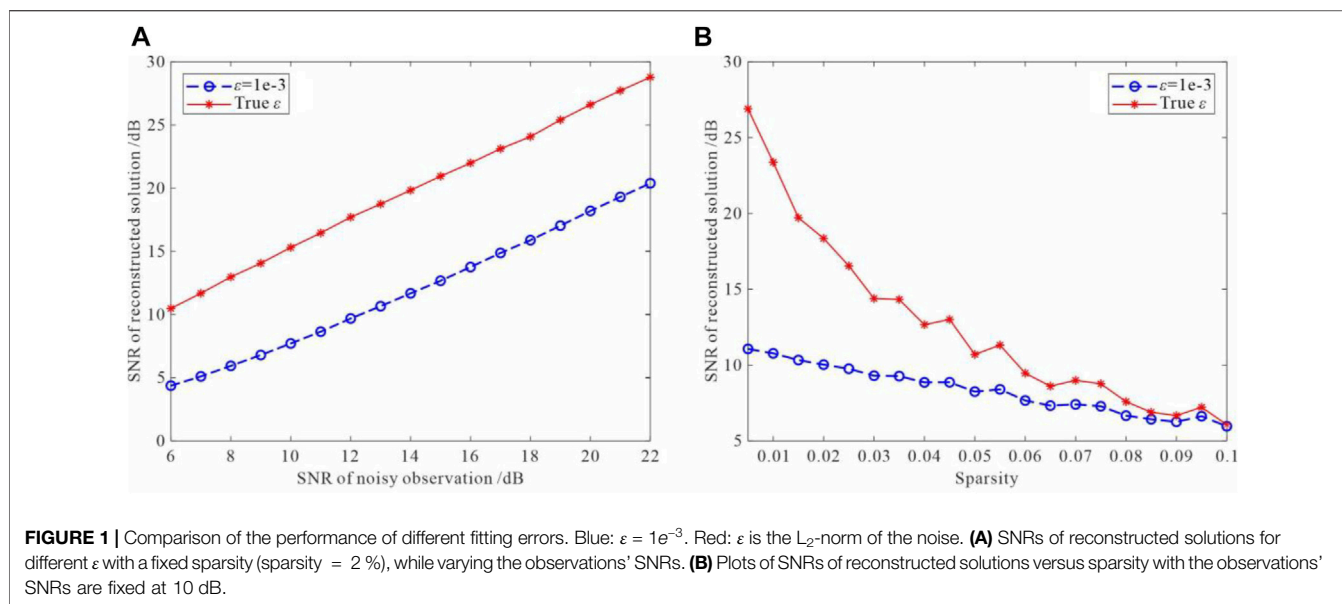 A
30
25
20
15
10
5
0
SNR of reconstructed solution /dB
ε=1e-3
True ε
6 8 10 12 14 16 18 20 22
SNR of noisy observation /dB
B
30
25
20
15
10
5
SNR of reconstructed solution /dB
ε=1e-3
True ε
0.01 0.02 0.03 0.04 0.05 0.06 0.07 0.08 0.09 0.1
Sparsity
FIGURE 1 | Comparison of the performance of different fitting errors. Blue: ε = 1e⁻³. Red: ε is the L₂-norm of the noise. (A) SNRs of reconstructed solutions for
different ε with a fixed sparsity (sparsity = 2 %), while varying the observations' SNRs. (B) Plots of SNRs of reconstructed solutions versus sparsity with the observations'
SNRs are fixed at 10 dB.